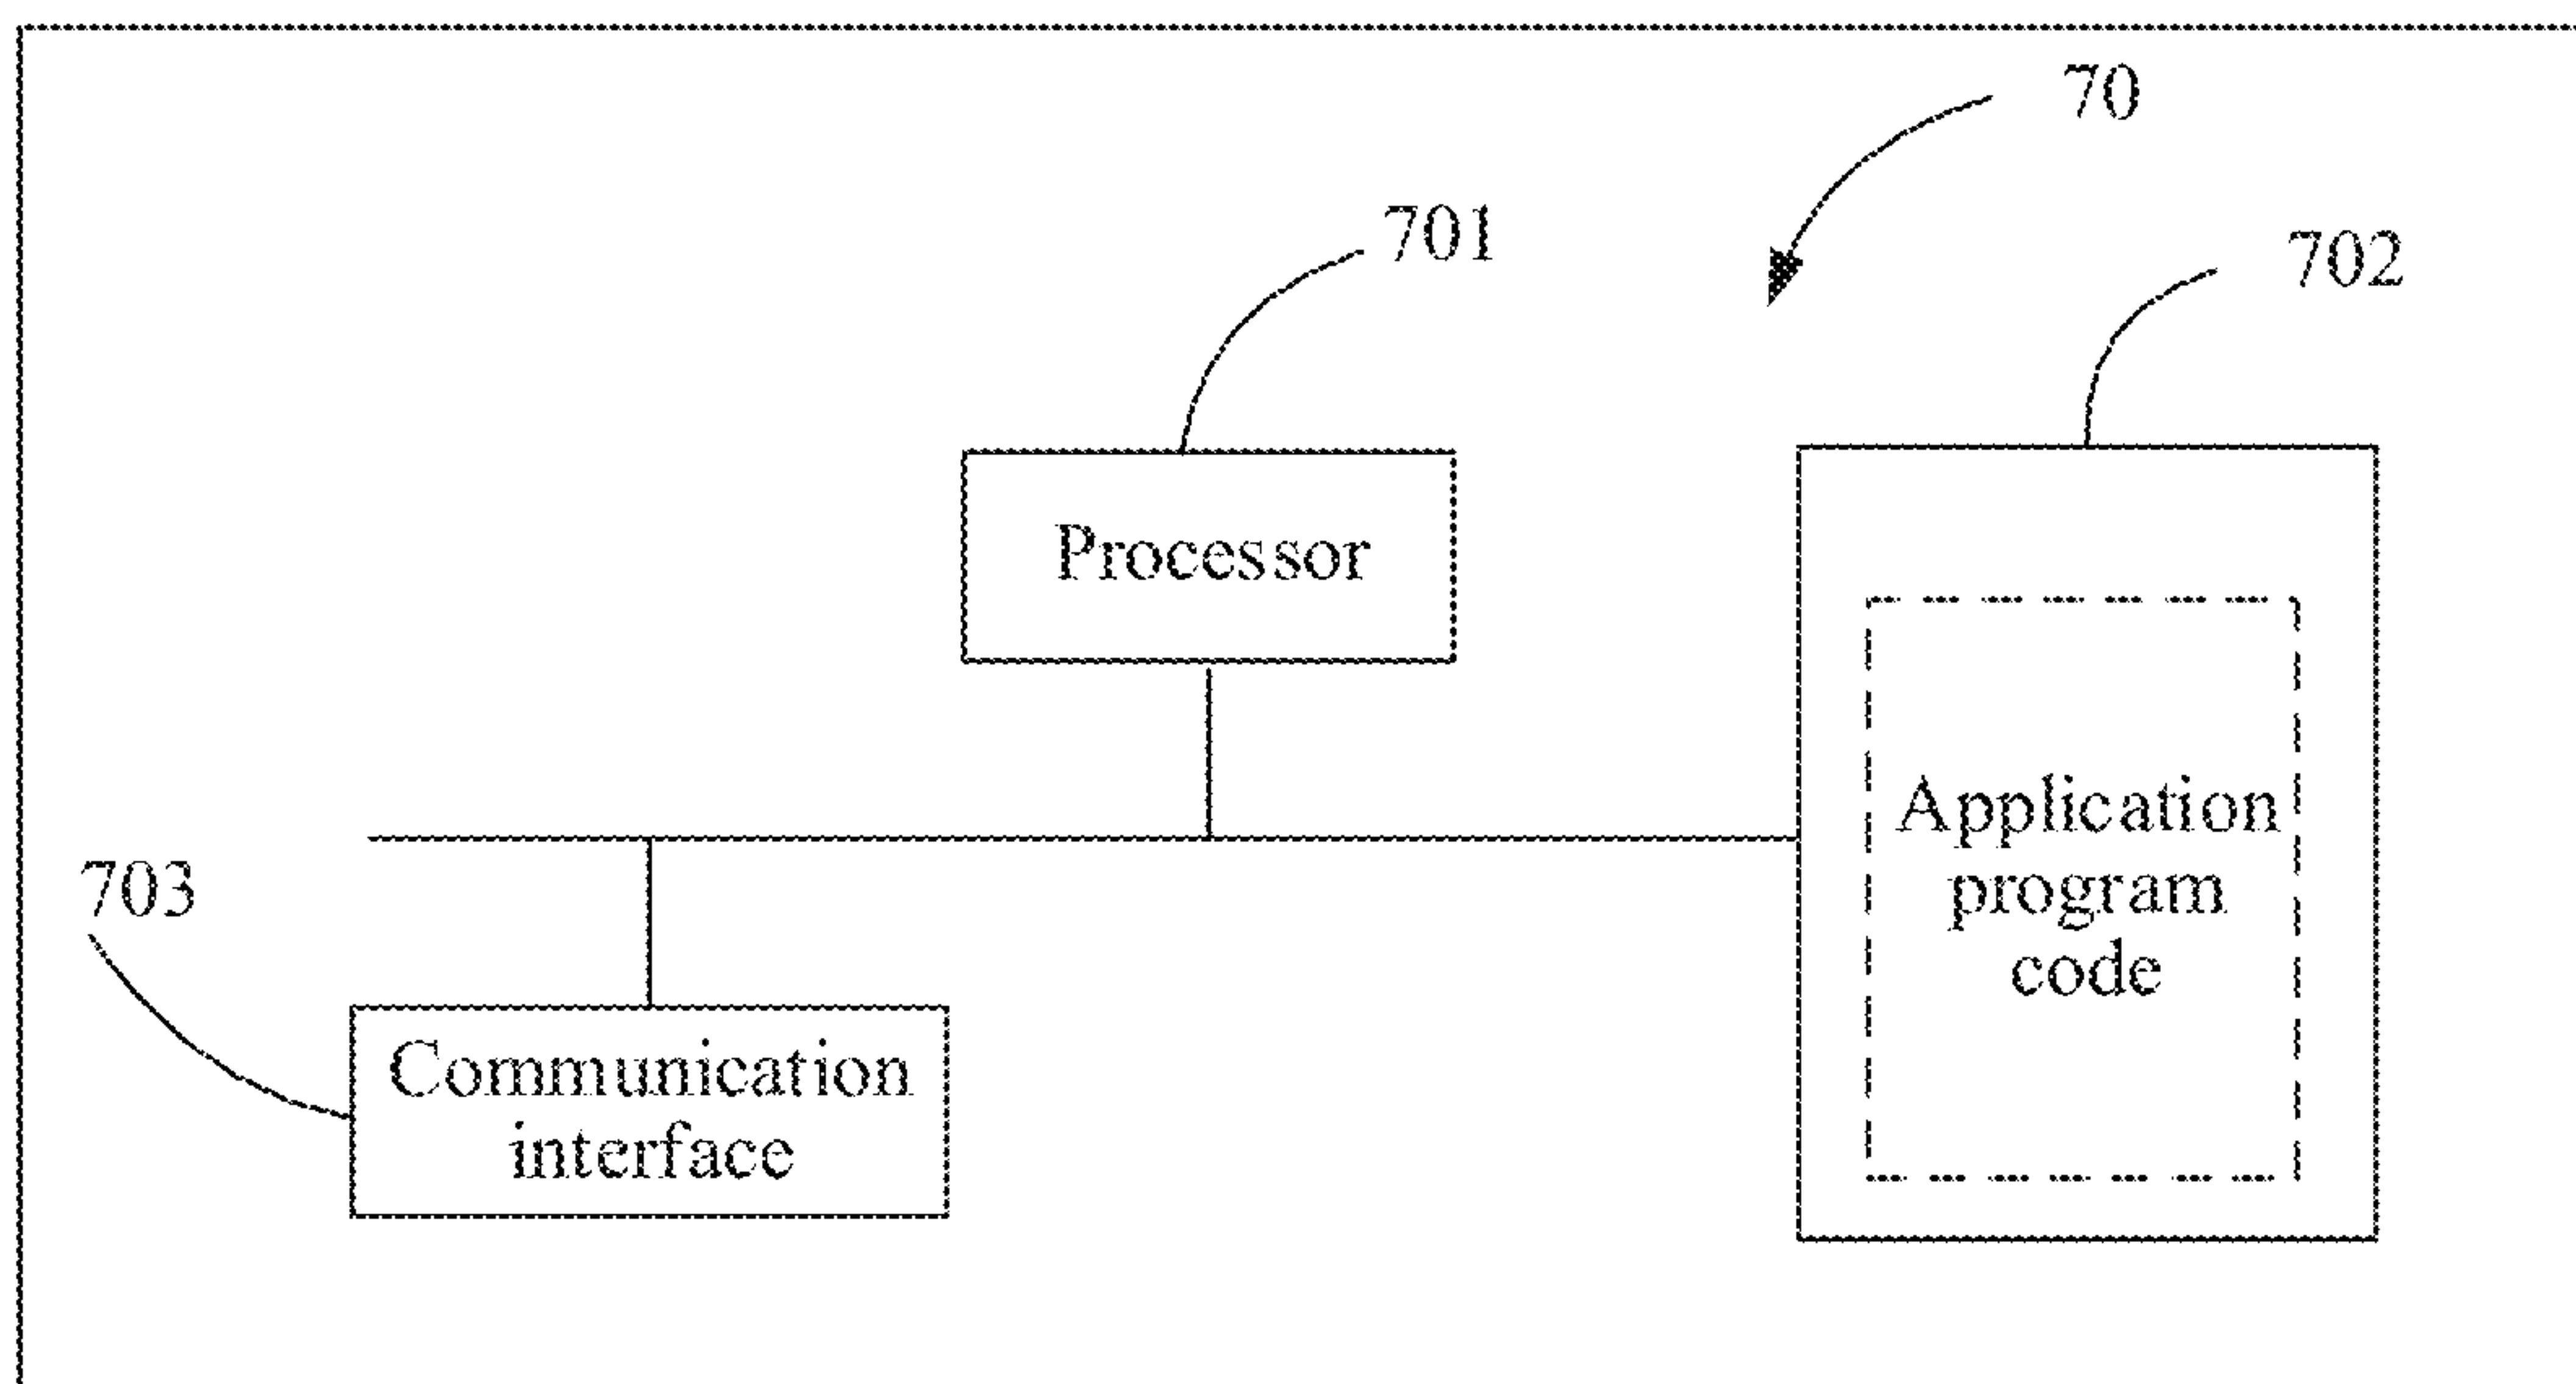 70
701
702
Processor
Application
program
code
703
Communication
interface